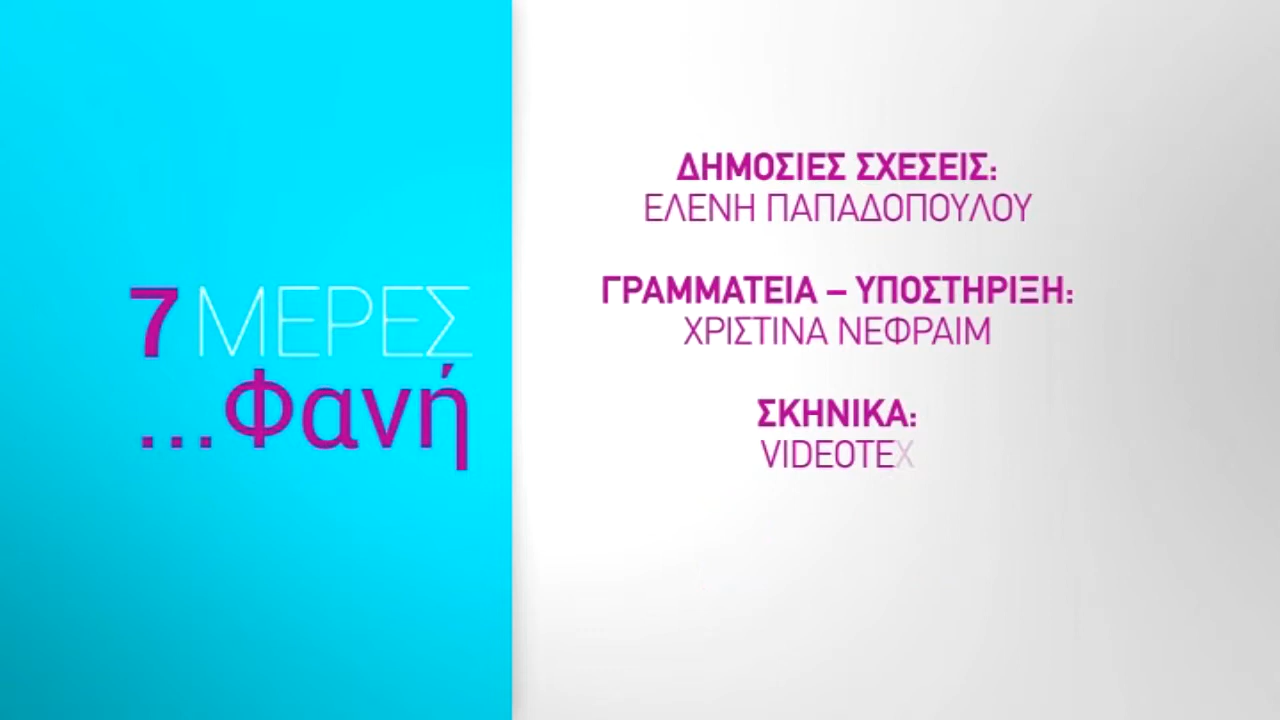 7 ΜΕΡΕΣ
...Φανή
ΔΗΜΟΣΙΕΣ ΣΧΕΣΕΙΣ:
ΕΛΕΝΗ ΠΑΠΑΔΟΠΟΥΛΟΥ
ΓΡΑΜΜΑΤΕΙΑ – ΥΠΟΣΤΗΡΙΞΗ:
ΧΡΙΣΤΙΝΑ ΝΕΦΡΑΙΜ
ΣΚΗΝΙΚΑ:
VIDEOTEX